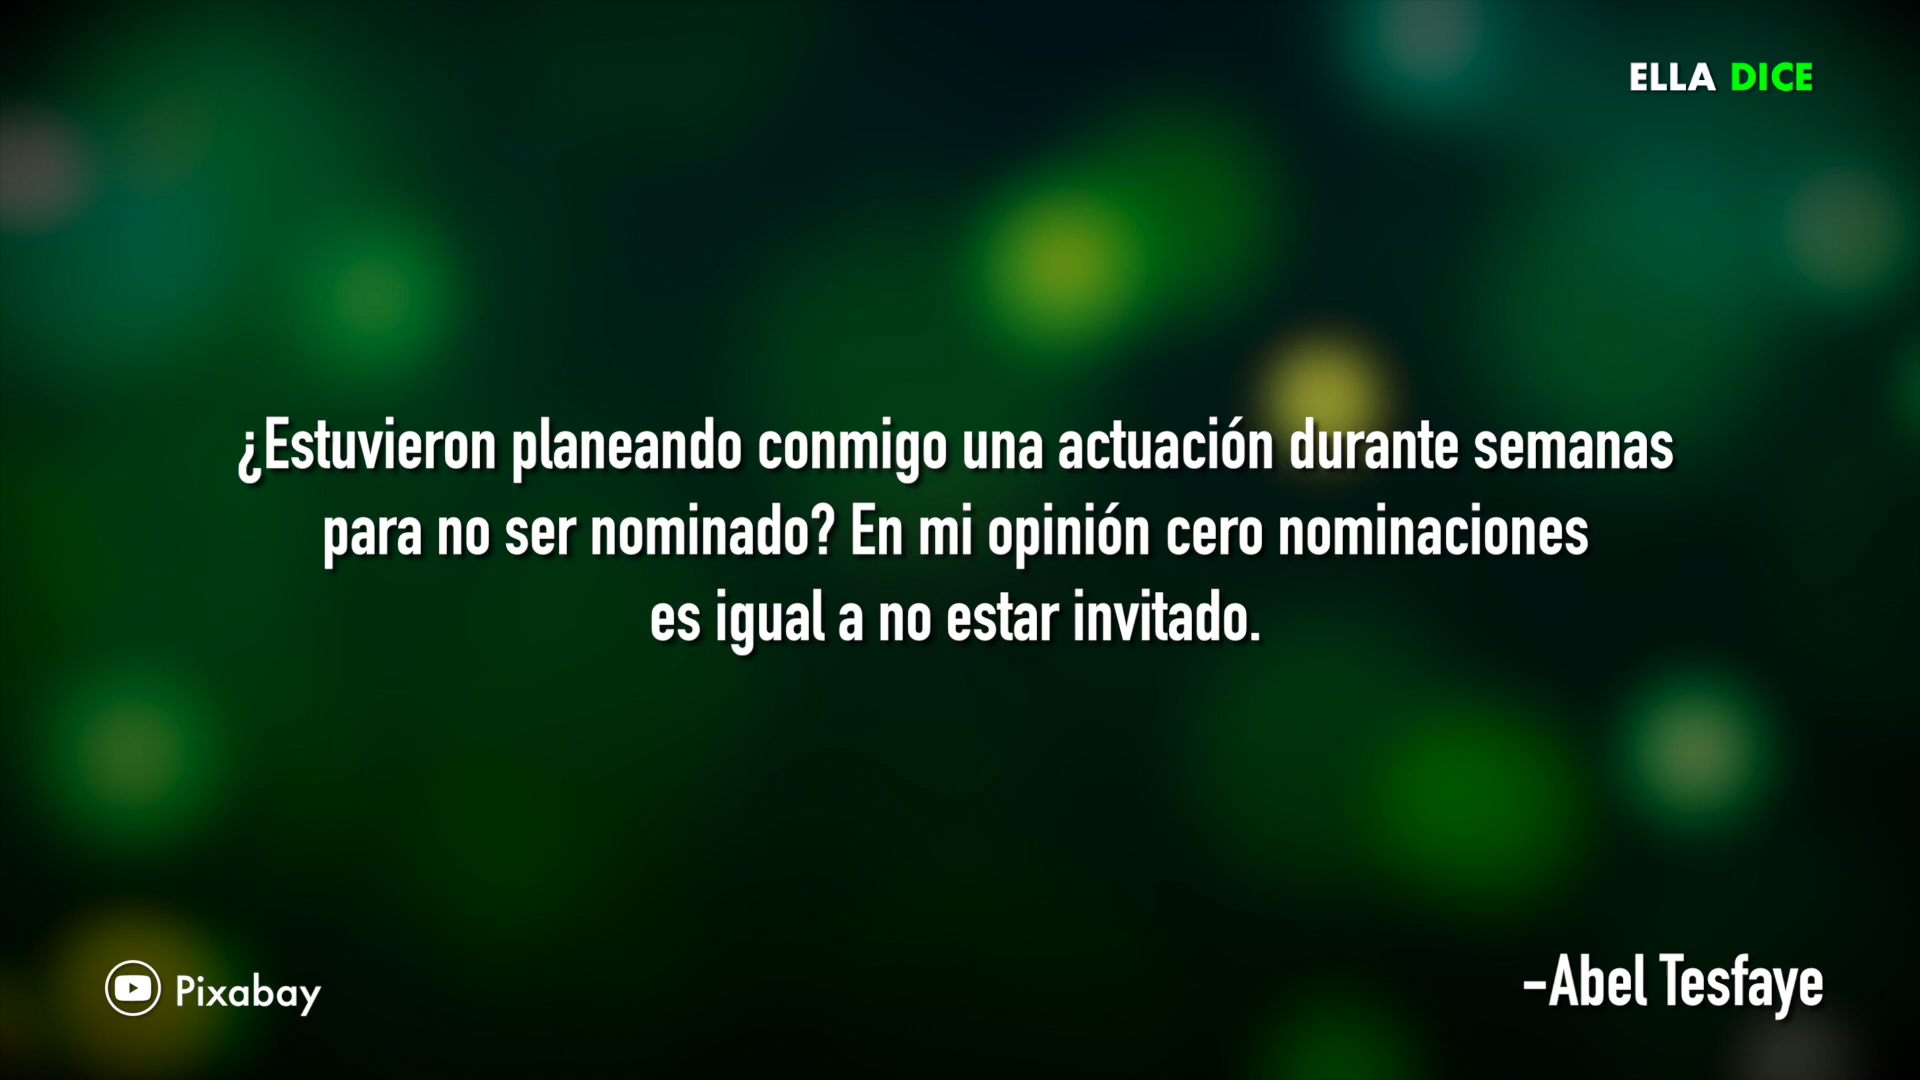 ELLA DICE
¿Estuvieron planeando conmigo una actuación durante semanas
para no ser nominado? En mi opinión cero nominaciones
es igual a no estar invitado.
Pixabay
-Abel Tesfaye